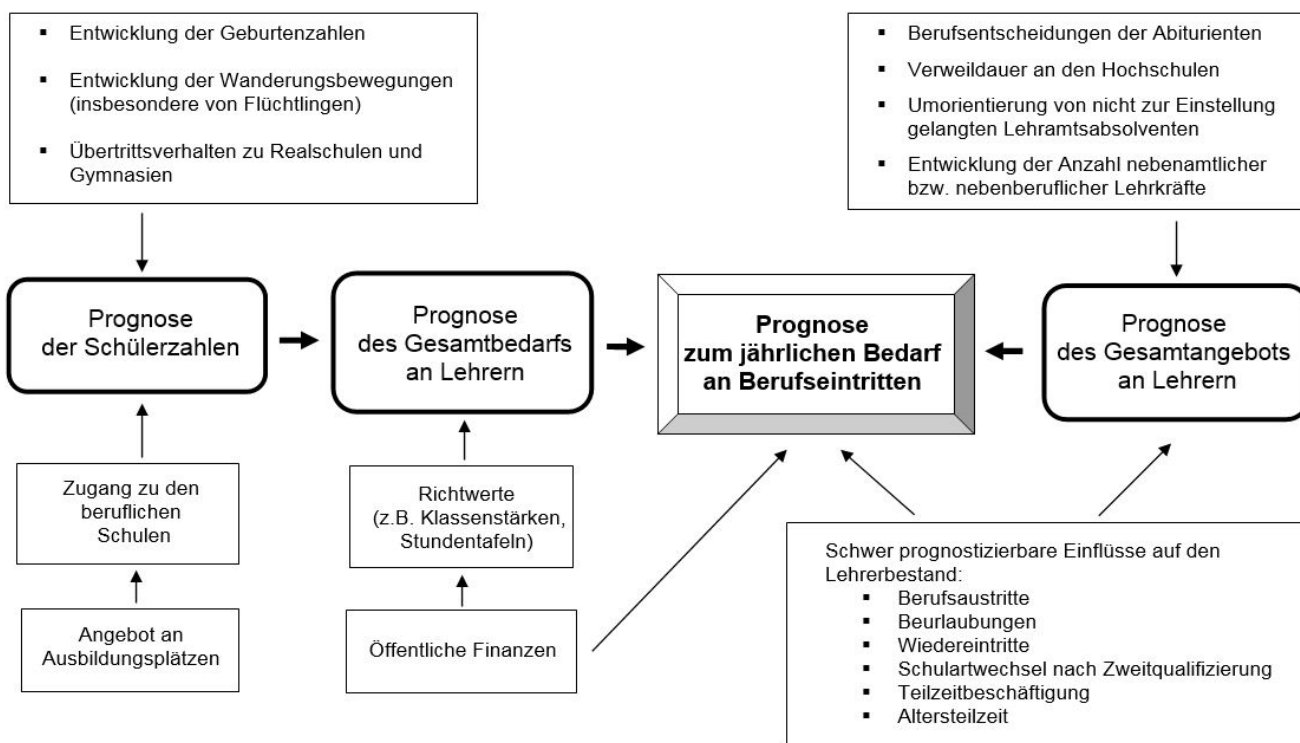 ▪ Entwicklung der Geburtenzahlen
▪ Entwicklung der Wanderungsbewegungen
(insbesondere von Flüchtlingen)
▪ Übertrittsverhalten zu Realschulen und
Gymnasien
▪ Berufsentscheidungen der Abiturienten
▪ Verweildauer an den Hochschulen
▪ Umorientierung von nicht zur Einstellung
gelangten Lehramtsabsolventen
▪ Entwicklung der Anzahl nebenamtlicher
bzw. nebenberuflicher Lehrkräfte
Prognose
der Schülerzahlen
Prognose
des Gesamtbedarfs
an Lehrern
Prognose
zum jährlichen Bedarf
an Berufseintritten
Prognose
des Gesamtangebots
an Lehrern
Zugang zu den
beruflichen
Schulen
Richtwerte
(z.B. Klassenstärken,
Stundentafeln)
Angebot an
Ausbildungsplätzen
Öffentliche Finanzen
Schwer prognostizierbare Einflüsse auf den
Lehrerbestand:
▪ Berufsaustritte
▪ Beurlaubungen
▪ Wiedereintritte
▪ Schulartwechsel nach Zweitqualifizierung
▪ Teilzeitbeschäftigung
▪ Altersteilzeit